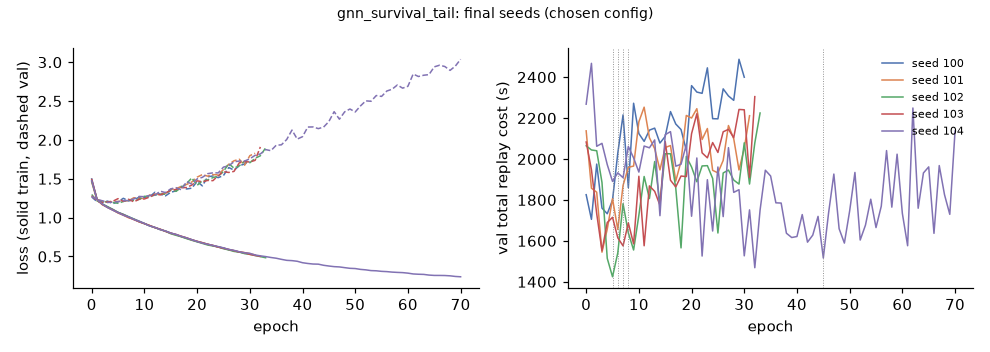 gnn_survival_tail: final seeds (chosen config)
loss (solid train, dashed val)
3.0
2.5
2.0
1.5
1.0
0.5
0 10 20 30 40 50 60 70
epoch
val total replay cost (s)
2400
2200
2000
1800
1600
1400
0 10 20 30 40 50 60 70
epoch
seed 100
seed 101
seed 102
seed 103
seed 104